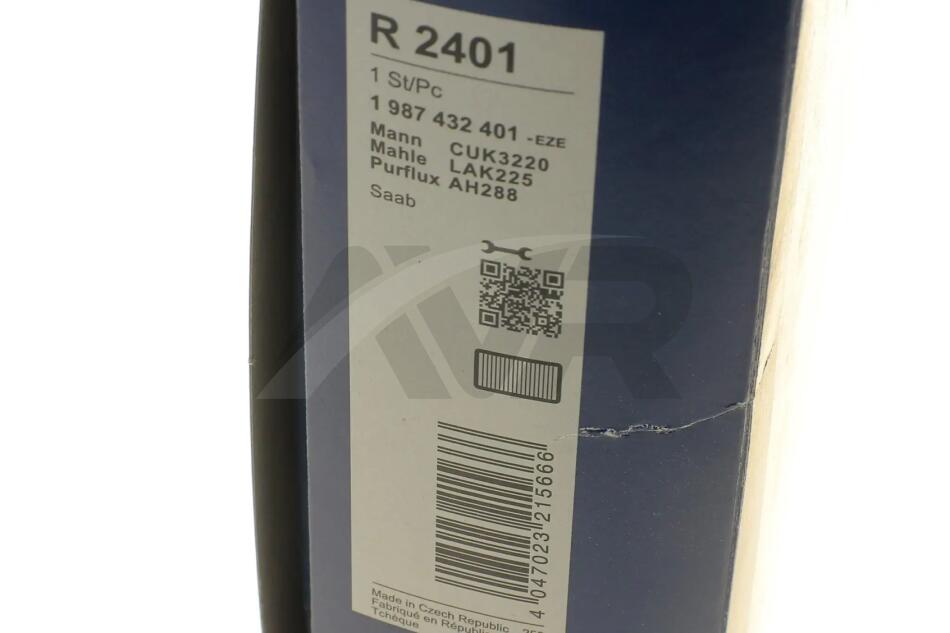 R 2401
1 St/Pc
1 987 432 401 -EZE
Mann CUK3220
Mahle LAK225
Purflux AH288
Saab
AVR
4 047023 215666
Made in Czech Republic
Fabriqué en
Tchèque